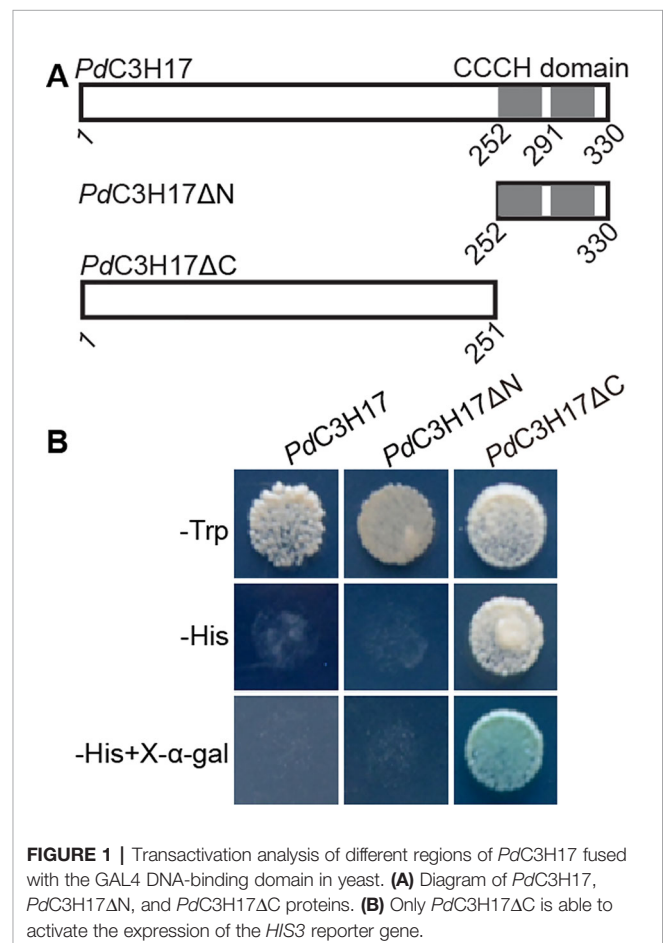 A PdC3H17 CCCH domain
1 252 291 330
PdC3H17ΔN
252 330
PdC3H17ΔC
1 251
B PdC3H17 PdC3H17ΔN PdC3H17ΔC
-Trp
-His
-His+X-α-gal
FIGURE 1 | Transactivation analysis of different regions of PdC3H17 fused
with the GAL4 DNA-binding domain in yeast. (A) Diagram of PdC3H17,
PdC3H17ΔN, and PdC3H17ΔC proteins. (B) Only PdC3H17ΔC is able to
activate the expression of the HIS3 reporter gene.